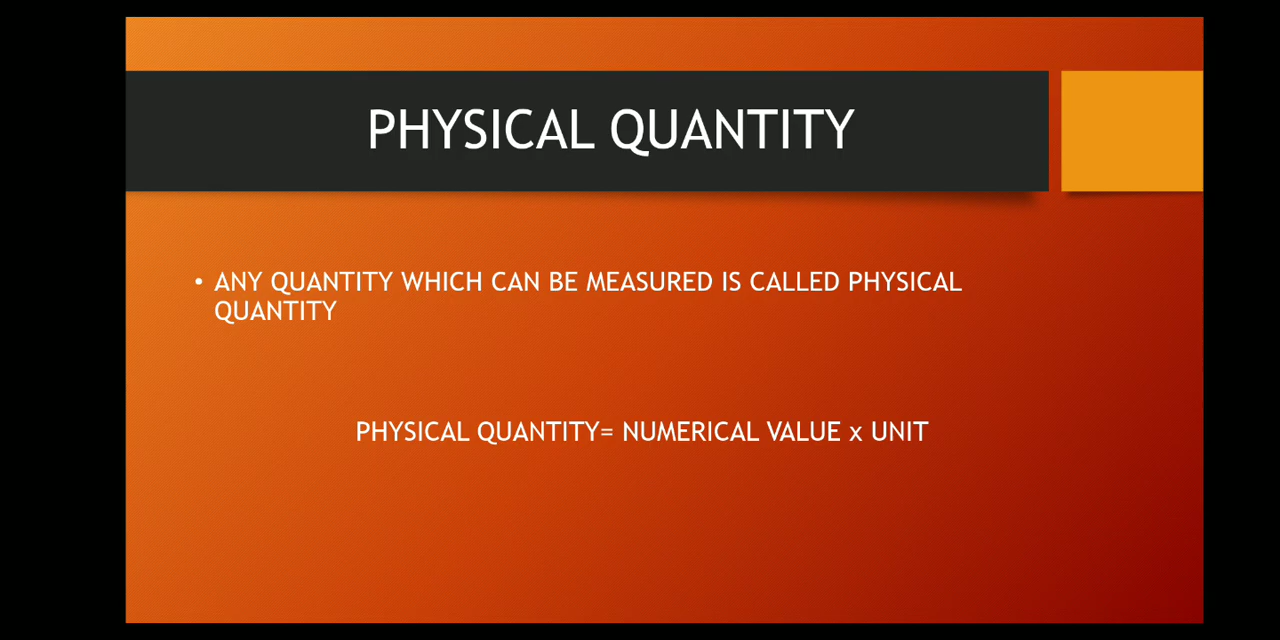 PHYSICAL QUANTITY
• ANY QUANTITY WHICH CAN BE MEASURED IS CALLED PHYSICAL
QUANTITY
PHYSICAL QUANTITY= NUMERICAL VALUE x UNIT